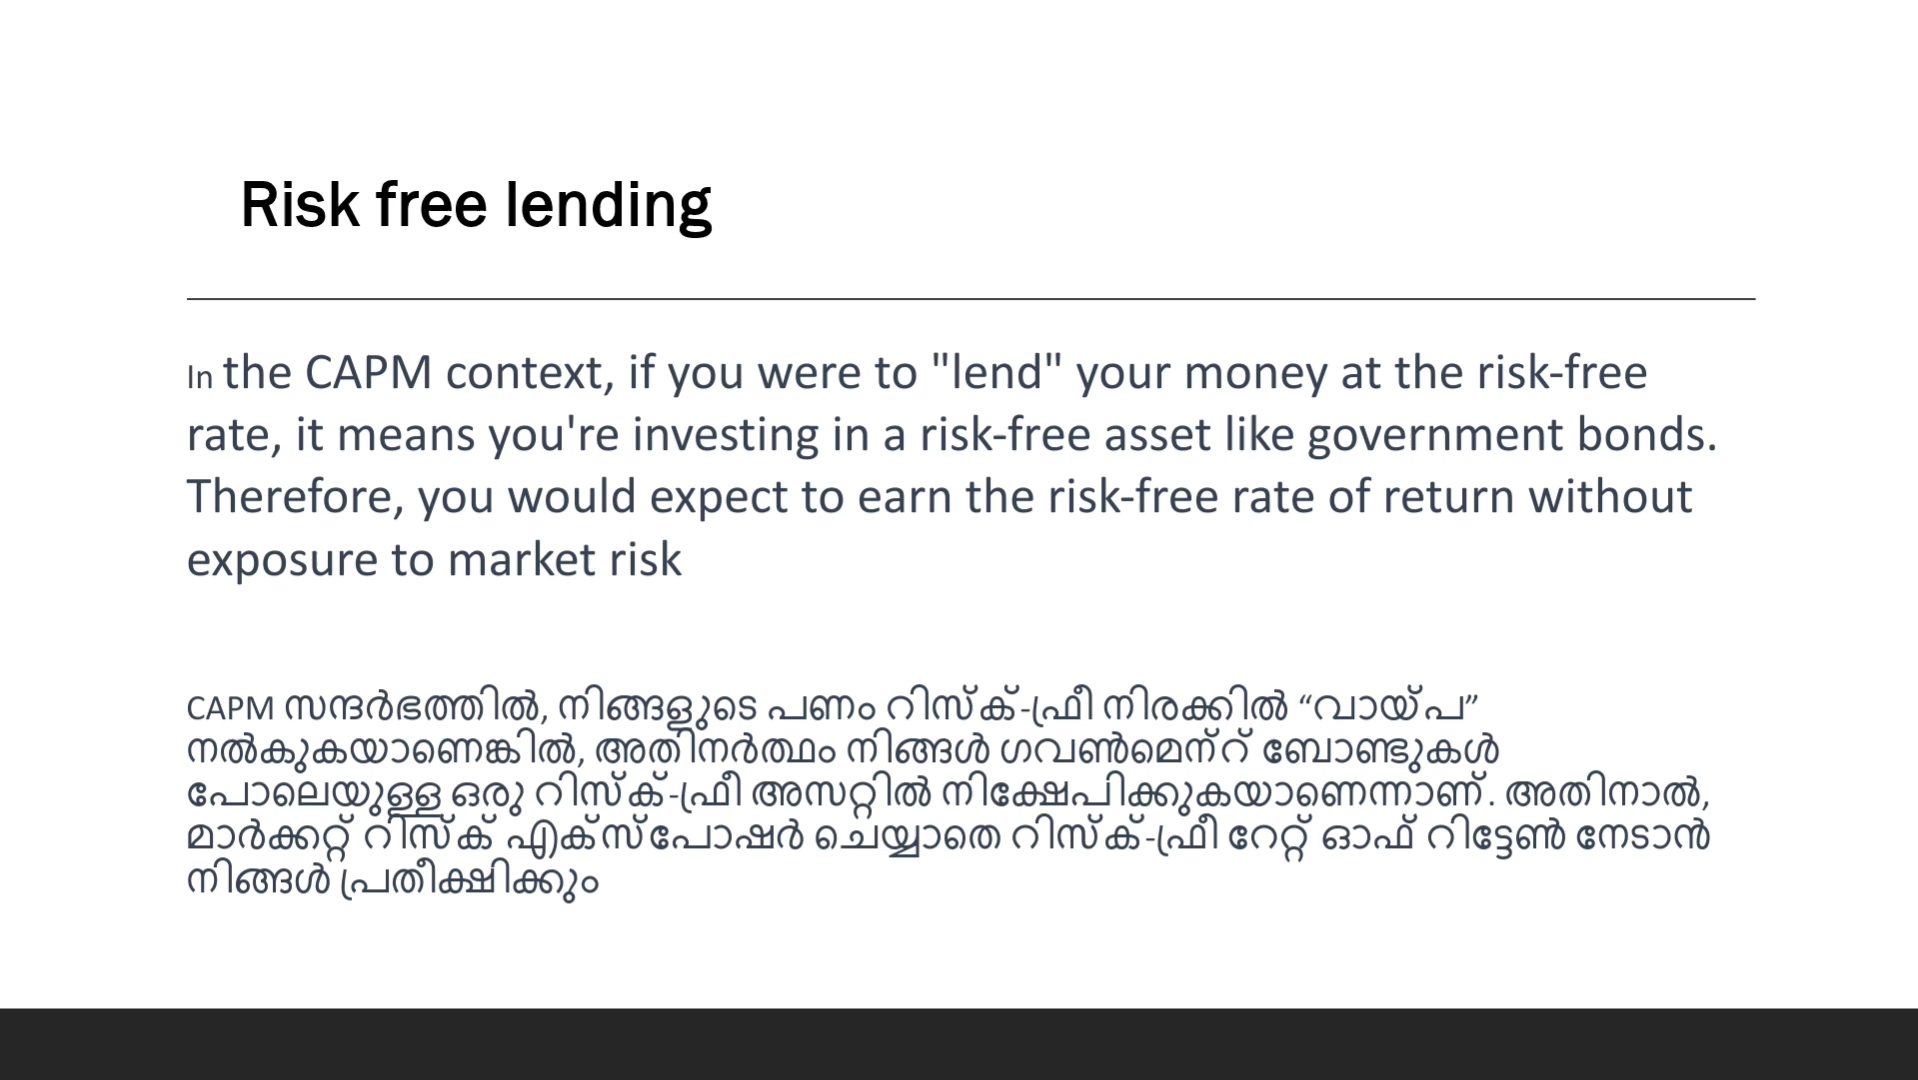 Risk free lending
In the CAPM context, if you were to "lend" your money at the risk-free
rate, it means you're investing in a risk-free asset like government bonds.
Therefore, you would expect to earn the risk-free rate of return without
exposure to market risk
CAPM സന്ദർഭത്തിൽ, നിങ്ങളുടെ പണം റിസ്ക്-ഫ്രീ നിരക്കിൽ “വായ്പ”
നൽകുകയാണെങ്കിൽ, അതിനർത്ഥം നിങ്ങൾ ഗവൺമെന്റ് ബോണ്ടുകൾ
പോലെയുള്ള ഒരു റിസ്ക്-ഫ്രീ അസറ്റിൽ നിക്ഷേപിക്കുകയാണെന്നാണ്. അതിനാൽ,
മാർക്കറ്റ് റിസ്ക് എക്സ്പോഷർ ചെയ്യാതെ റിസ്ക്-ഫ്രീ റേറ്റ് ഓഫ് റിട്ടേൺ നേടാൻ
നിങ്ങൾ പ്രതീക്ഷിക്കും